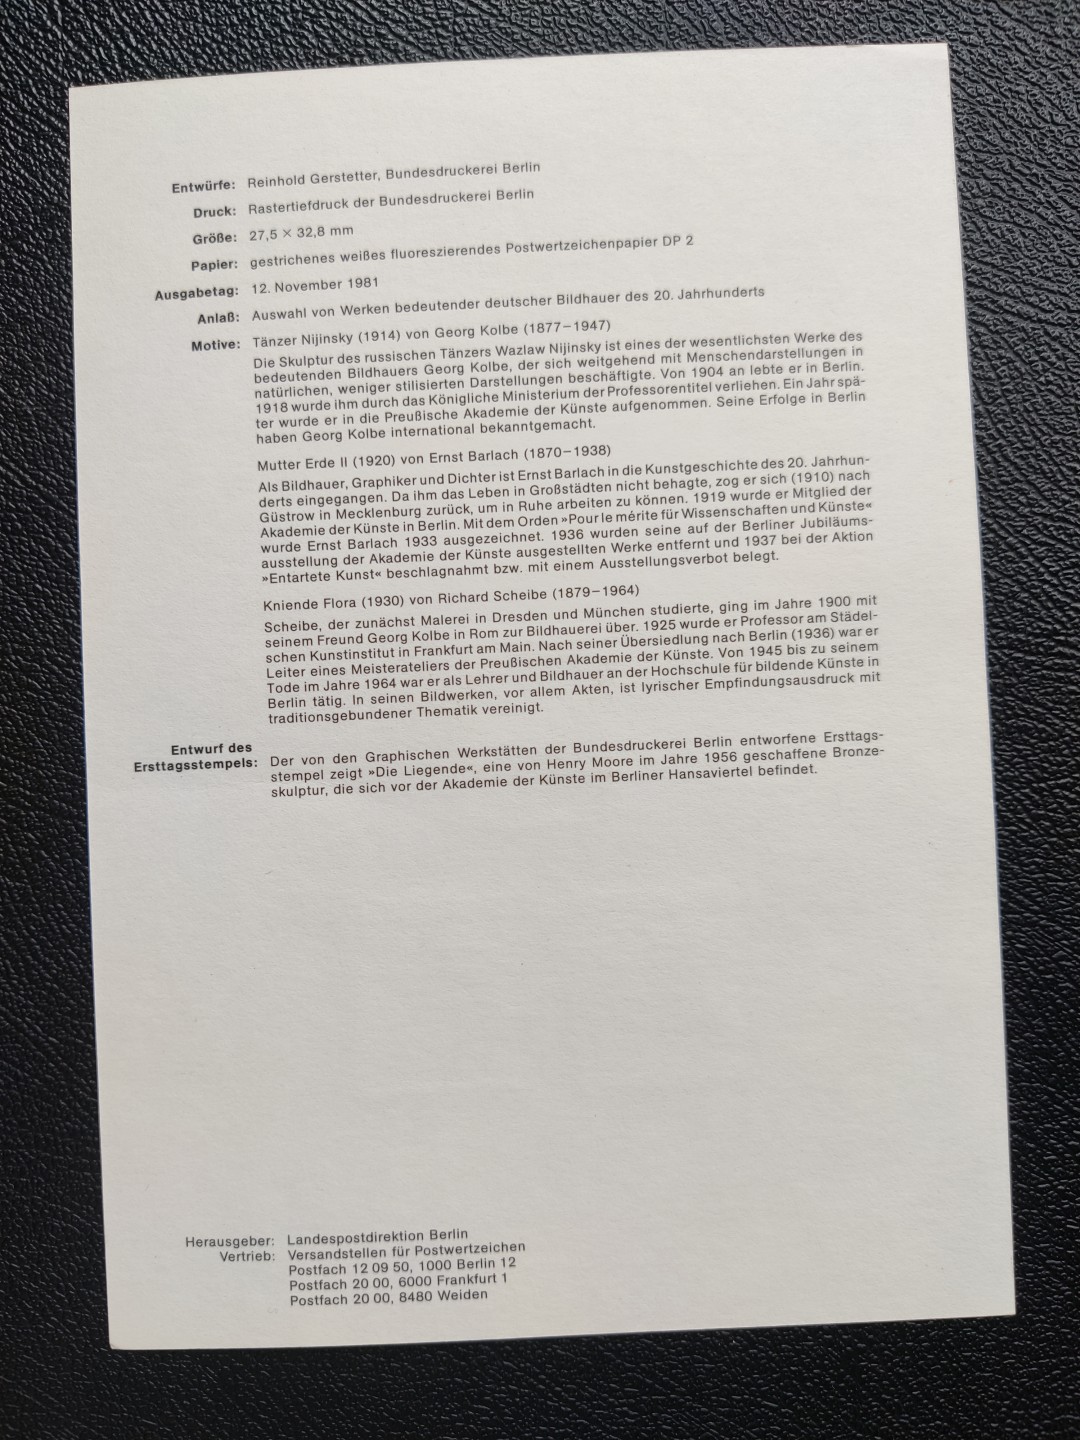 Entwürfe: Reinhold Gerstetter, Bundesdruckerei Berlin
Druck: Rastertiefdruck der Bundesdruckerei Berlin
Größe: 27,5 × 32,8 mm
Papier: gestrichenes weißes fluoreszierendes Postwertzeichenpapier DP 2
Ausgabetag: 12. November 1981
Anlaß: Auswahl von Werken bedeutender deutscher Bildhauer des 20. Jahrhunderts
Motive: Tänzer Nijinsky (1914) von Georg Kolbe (1877–1947)
Die Skulptur des russischen Tänzers Wazlaw Nijinsky ist eines der wesentlichsten Werke des
bedeutenden Bildhauers Georg Kolbe, der sich weitgehend mit Menschendarstellungen in
natürlichen, weniger stilisierten Darstellungen beschäftigte. Von 1904 an lebte er in Berlin.
1918 wurde ihm durch das Königliche Ministerium der Professorentitel verliehen. Ein Jahr spä-
ter wurde er in die Preußische Akademie der Künste aufgenommen. Seine Erfolge in Berlin
haben Georg Kolbe international bekanntgemacht.
Mutter Erde II (1920) von Ernst Barlach (1870–1938)
Als Bildhauer, Graphiker und Dichter ist Ernst Barlach in die Kunstgeschichte des 20. Jahrhun-
derts eingegangen. Da ihm das Leben in Großstädten nicht behagte, zog er sich (1910) nach
Güstrow in Mecklenburg zurück, um in Ruhe arbeiten zu können. 1919 wurde er Mitglied der
Akademie der Künste in Berlin. Mit dem Orden »Pour le mérite für Wissenschaften und Künste«
wurde Ernst Barlach 1933 ausgezeichnet. 1936 wurden seine auf der Berliner Jubiläums-
ausstellung der Akademie der Künste ausgestellten Werke entfernt und 1937 bei der Aktion
»Entartete Kunst« beschlagnahmt bzw. mit einem Ausstellungsverbot belegt.
Kniende Flora (1930) von Richard Scheibe (1879–1964)
Scheibe, der zunächst Malerei in Dresden und München studierte, ging im Jahre 1900 mit
seinem Freund Georg Kolbe in Rom zur Bildhauerei über. 1925 wurde er Professor am Städel-
schen Kunstinstitut in Frankfurt am Main. Nach seiner Übersiedlung nach Berlin (1936) war er
Leiter eines Meisterateliers der Preußischen Akademie der Künste. Von 1945 bis zu seinem
Tode im Jahre 1964 war er als Lehrer und Bildhauer an der Hochschule für bildende Künste in
Berlin tätig. In seinen Bildwerken, vor allem Akten, ist lyrischer Empfindungsausdruck mit
traditionsgebundener Thematik vereinigt.
Entwurf des
Ersttagsstempels: Der von den Graphischen Werkstätten der Bundesdruckerei Berlin entworfene Ersttags-
stempel zeigt »Die Liegende«, eine von Henry Moore im Jahre 1956 geschaffene Bronze-
skulptur, die sich vor der Akademie der Künste im Berliner Hansaviertel befindet.
Herausgeber: Landespostdirektion Berlin
Vertrieb: Versandstellen für Postwertzeichen
Postfach 12 09 50, 1000 Berlin 12
Postfach 20 00, 6000 Frankfurt 1
Postfach 20 00, 8480 Weiden